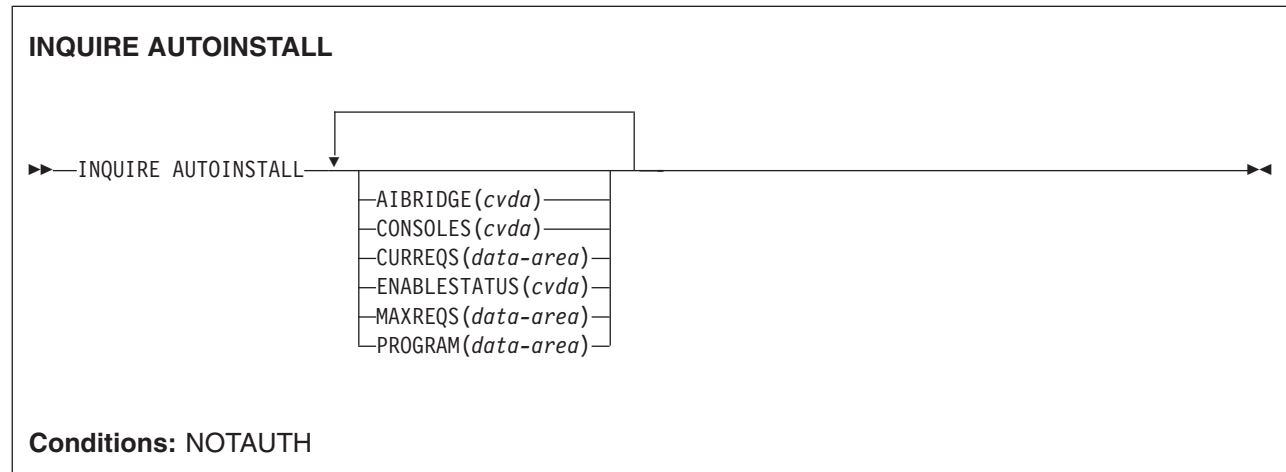 INQUIRE AUTOINSTALL
INQUIRE AUTOINSTALL
AIBRIDGE(cvda)
CONSOLES(cvda)
CURREQS(data-area)
ENABLESTATUS(cvda)
MAXREQS(data-area)
PROGRAM(data-area)
Conditions: NOTAUTH